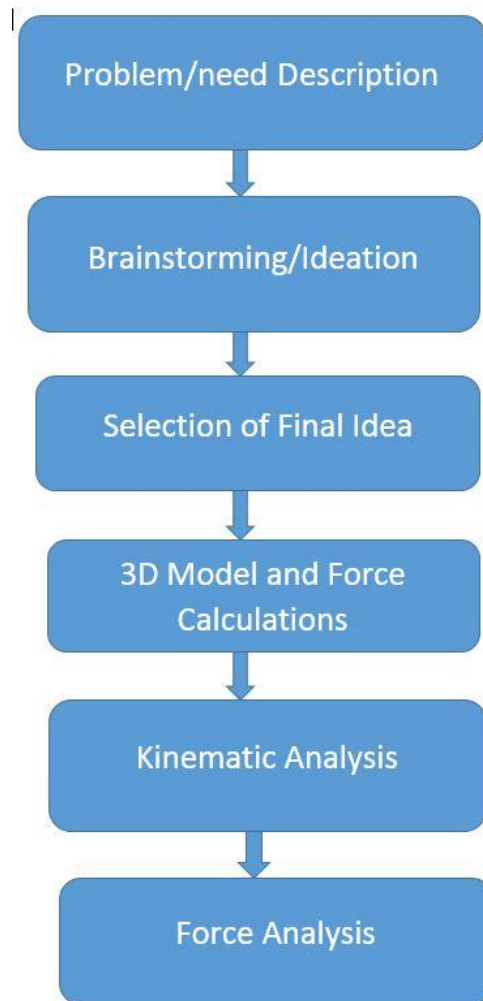 Problem/need Description
Brainstorming/Ideation
Selection of Final Idea
3D Model and Force
Calculations
Kinematic Analysis
Force Analysis